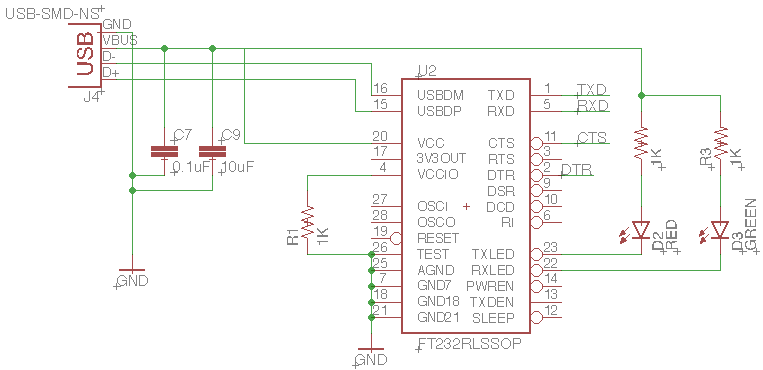 USB-SMD-NS
GND
VBUS
D-
D+
USB
J4
C7
0.1uF
C9
10uF
GND
R1
1K
U2
16 USBDM TXD 1 TXD
15 USBDP RXD 5 RXD
20 VCC CTS 11 CTS
17 3V3OUT RTS 3
4 VCCIO DTR 2 DTR
DSR 9
27 OSCI DCD 10
28 OSCO RI 6
19 RESET
26 TEST TXLED 23
25 AGND RXLED 22
7 GND7 PWREN 14
18 GND18 TXDEN 13
21 GND21 SLEEP 12
FT232RLSSOP
GND
1K
R3
1K
D2
RED
D3
GREEN